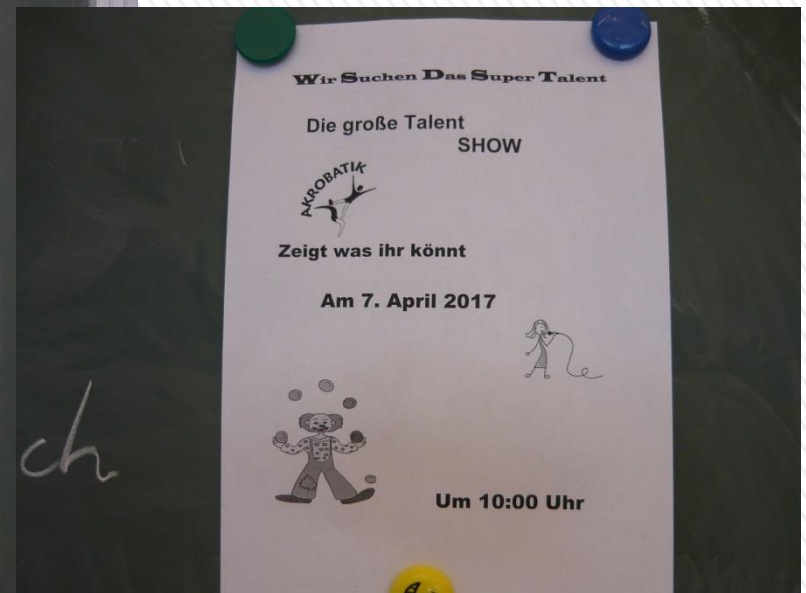 Wir Suchen Das Super Talent
Die große Talent
SHOW
AKROBATIK
Zeigt was ihr könnt
Am 7. April 2017
ch
Um 10:00 Uhr